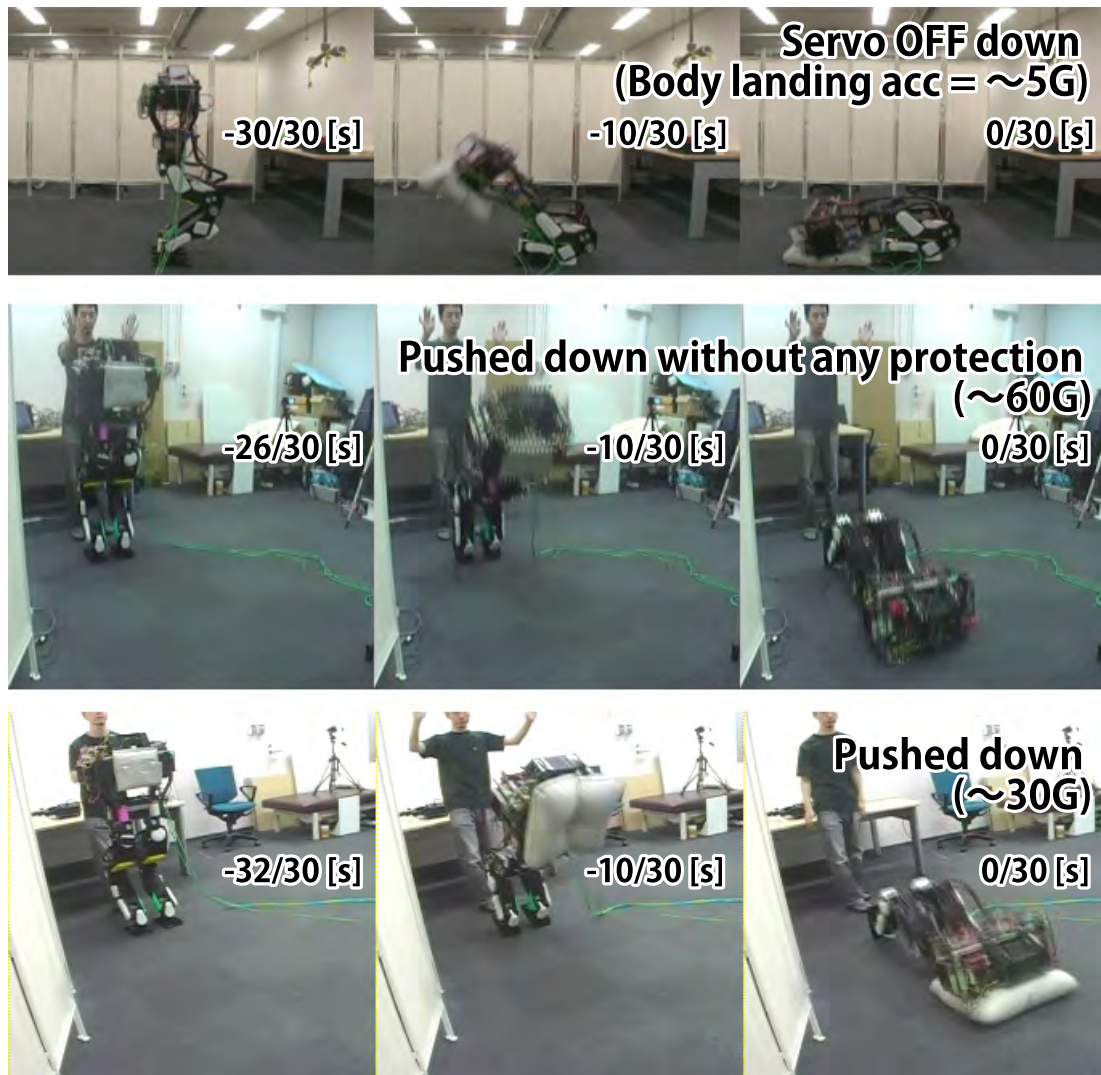 Servo OFF down
(Body landing acc = ～5G)
-30/30 [s]
-10/30 [s]
0/30 [s]
Pushed down without any protection
(～60G)
-26/30 [s]
-10/30 [s]
0/30 [s]
Pushed down
(～30G)
-32/30 [s]
-10/30 [s]
0/30 [s]